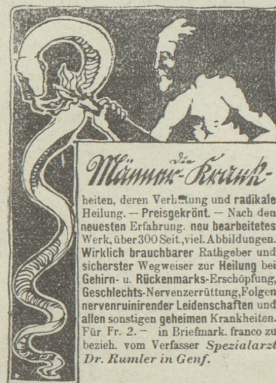 die
Männer-Krank-
heiten, deren Verhütung und radikale
Heilung. — Preisgekrönt. — Nach den
neuesten Erfahrung. neu bearbeitetes
Werk, über 300 Seit., viel. Abbildungen.
Wirklich brauchbarer Rathgeber und
sicherster Wegweiser zur Heilung bei
Gehirn- u. Rückenmarks-Erschöpfung,
Geschlechts-Nervenzerrüttung, Folgen
nervenruinirender Leidenschaften und
allen sonstigen geheimen Krankheiten.
Für Fr. 2. — in Briefmark. franco zu
bezieh. vom Verfasser Spezialarzt
Dr. Rumler in Genf.